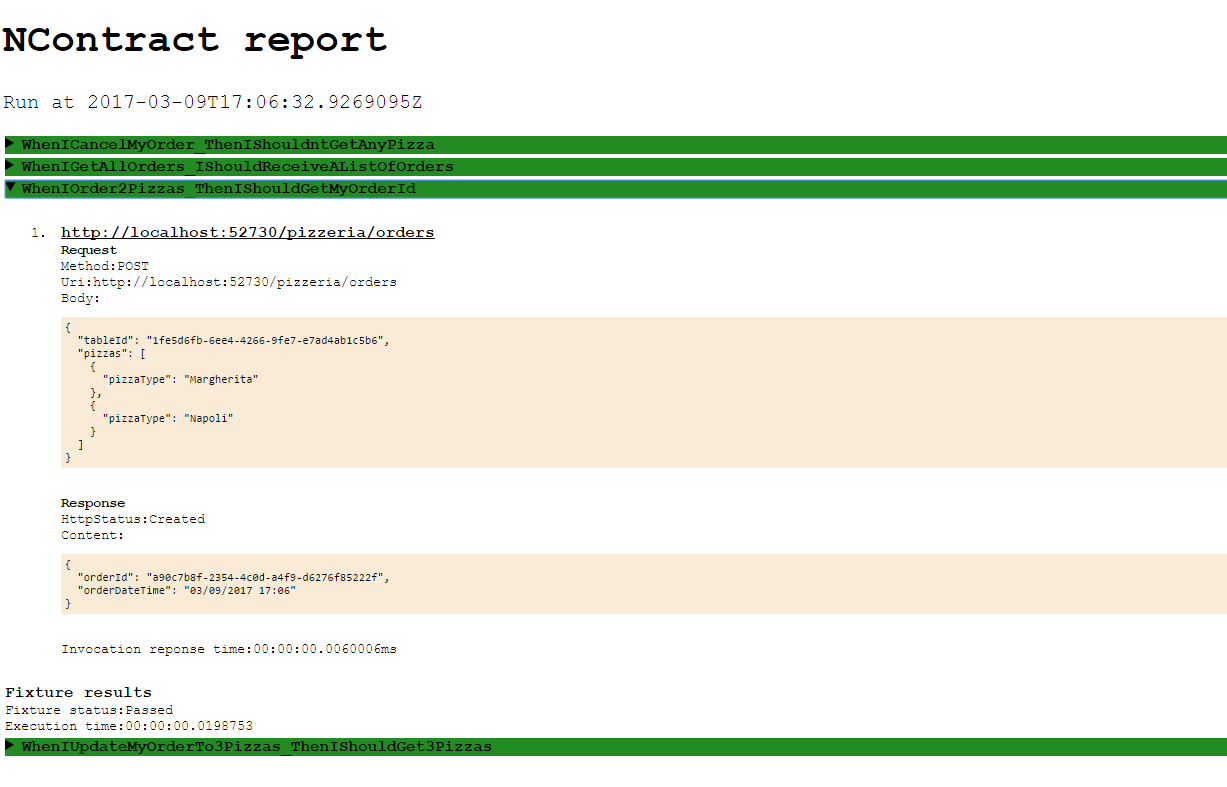 NContract report
Run at 2017-03-09T17:06:32.9269095Z
WhenICancelMyOrder_ThenIShouldntGetAnyPizza
WhenIGetAllOrders_IShouldReceiveAListOfOrders
WhenIOrder2Pizzas_ThenIShouldGetMyOrderId
1. http://localhost:52730/pizzeria/orders
Request
Method:POST
Uri:http://localhost:52730/pizzeria/orders
Body:
{
  "tableId": "1fe5d6fb-6ee4-4266-9fe7-e7ad4ab1c5b6",
  "pizzas": [
    {
      "pizzaType": "Margherita"
    },
    {
      "pizzaType": "Napoli"
    }
  ]
}
Response
HttpStatus:Created
Content:
{
  "orderId": "a90c7b8f-2354-4c0d-a4f9-d6276f85222f",
  "orderDateTime": "03/09/2017 17:06"
}
Invocation reponse time:00:00:00.0060006ms
Fixture results
Fixture status:Passed
Execution time:00:00:00.0198753
WhenIUpdateMyOrderTo3Pizzas_ThenIShouldGet3Pizzas